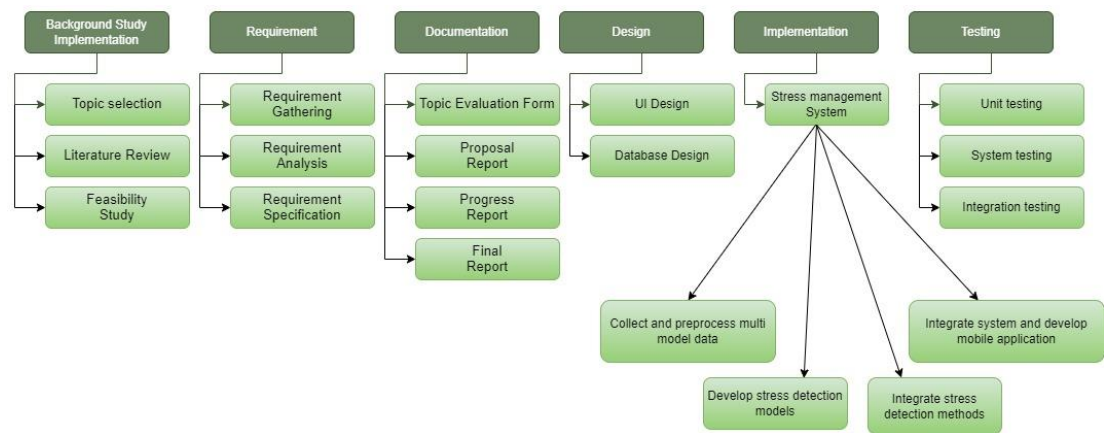 Background Study
Implementation
Requirement
Documentation
Design
Implementation
Testing
Topic selection
Literature Review
Feasibility
Study
Requirement
Gathering
Requirement
Analysis
Requirement
Specification
Topic Evaluation Form
Proposal
Report
Progress
Report
Final
Report
UI Design
Database Design
Stress management
System
Unit testing
System testing
Integration testing
Collect and preprocess multi
model data
Integrate system and develop
mobile application
Develop stress detection
models
Integrate stress
detection methods